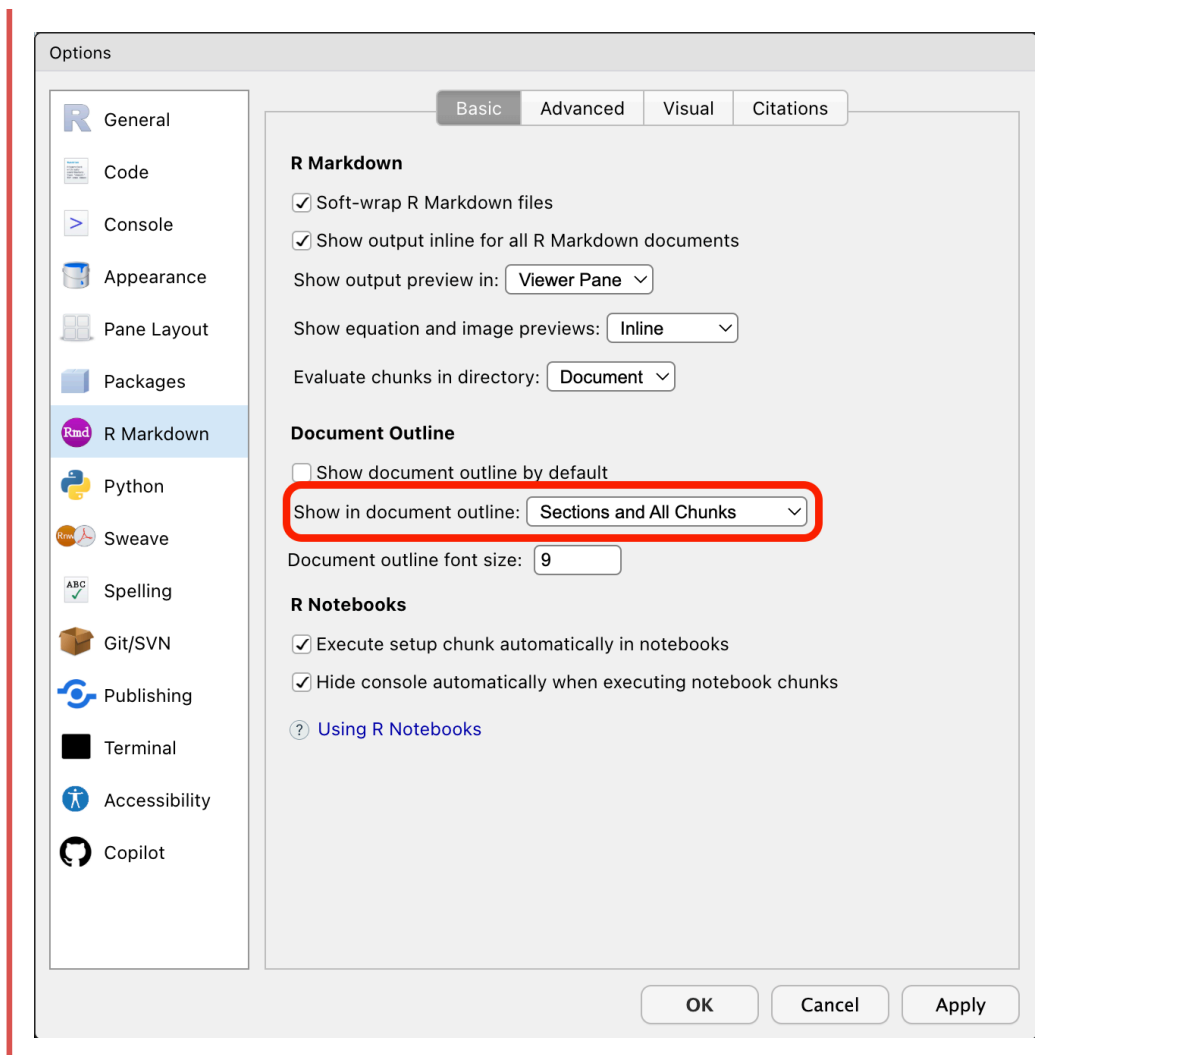 Options
General
Code
Console
Appearance
Pane Layout
Packages
Rmd R Markdown
Python
Rnw Sweave
ABC Spelling
Git/SVN
Publishing
Terminal
Accessibility
Copilot
Basic Advanced Visual Citations
R Markdown
Soft-wrap R Markdown files
Show output inline for all R Markdown documents
Show output preview in: Viewer Pane
Show equation and image previews: Inline
Evaluate chunks in directory: Document
Document Outline
Show document outline by default
Show in document outline: Sections and All Chunks
Document outline font size: 9
R Notebooks
Execute setup chunk automatically in notebooks
Hide console automatically when executing notebook chunks
? Using R Notebooks
OK Cancel Apply